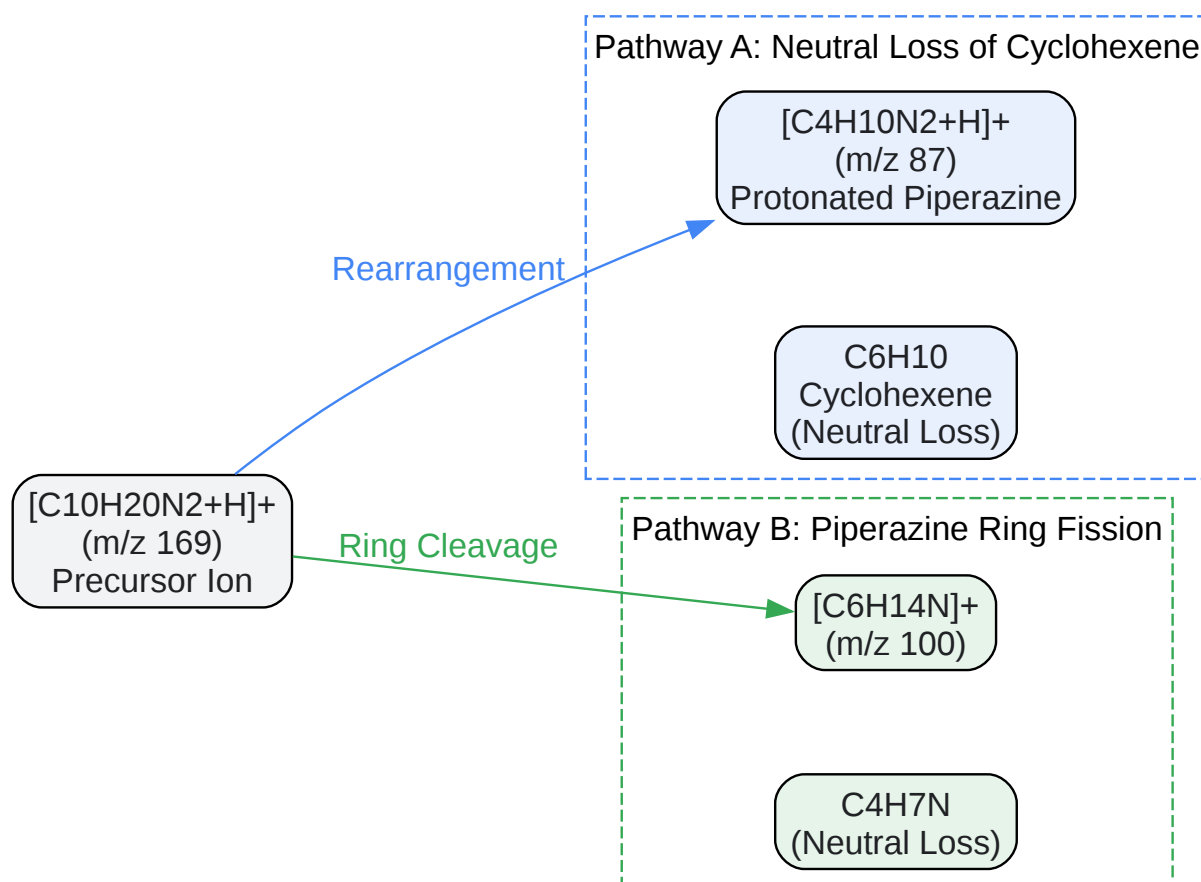 Pathway A: Neutral Loss of Cyclohexene
[C4H10N2+H]+
(m/z 87)
Protonated Piperazine
Rearrangement
C6H10
Cyclohexene
(Neutral Loss)
[C10H20N2+H]+
(m/z 169)
Precursor Ion
Ring Cleavage
Pathway B: Piperazine Ring Fission
[C6H14N]+
(m/z 100)
C4H7N
(Neutral Loss)